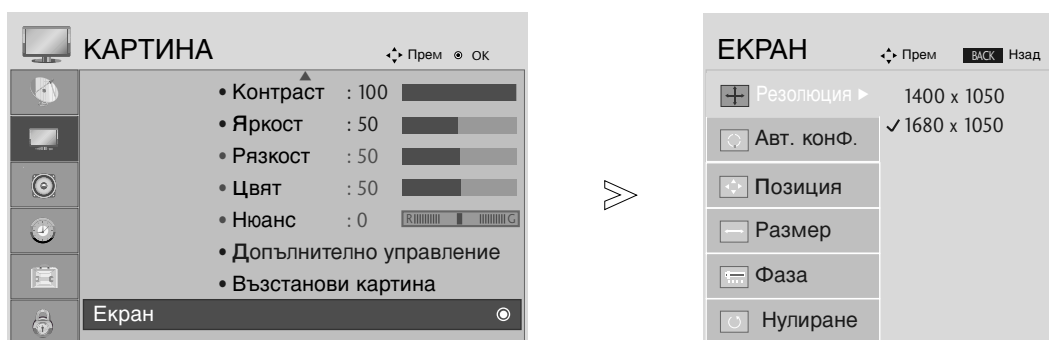 КАРТИНА
Прем OK
• Контраст : 100
• Яркост : 50
• Рязкост : 50
• Цвят : 50
• Нюанс : 0 R G
• Допълнително управление
• Възстанови картина
Екран
ЕКРАН
Прем BACK Нзад
Резолюция ▶
Авт. конФ.
Позиция
Размер
Фаза
Нулиране
1400 x 1050
✓ 1680 x 1050